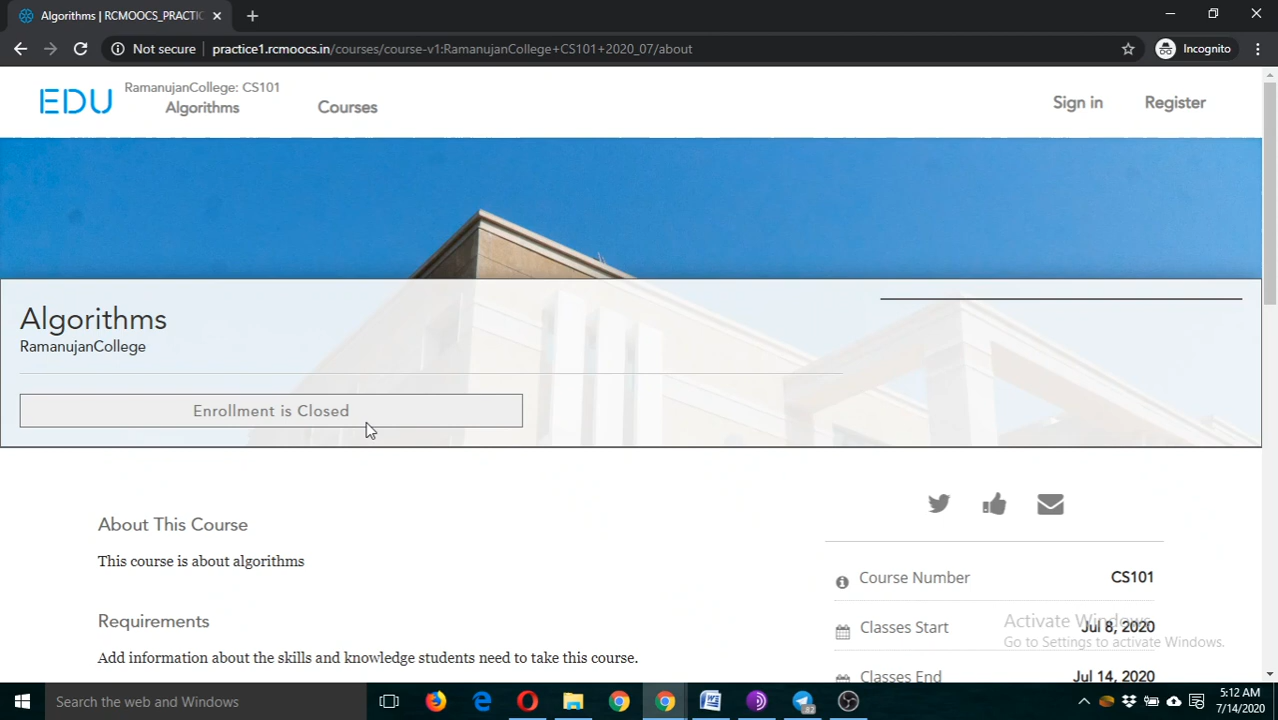 Algorithms | RCMOOCS_PRACTIC
Not secure practice1.rcmoocs.in/courses/course-v1:RamanujanCollege+CS101+2020_07/about
Incognito
EDU
RamanujanCollege: CS101
Algorithms
Courses
Sign in
Register
Algorithms
RamanujanCollege
Enrollment is Closed
About This Course
This course is about algorithms
Requirements
Add information about the skills and knowledge students need to take this course.
Course Number CS101
Classes Start Jul 8, 2020
Classes End Jul 14, 2020
Activate Windows
Go to Settings to activate Windows.
Search the web and Windows
5:12 AM
7/14/2020